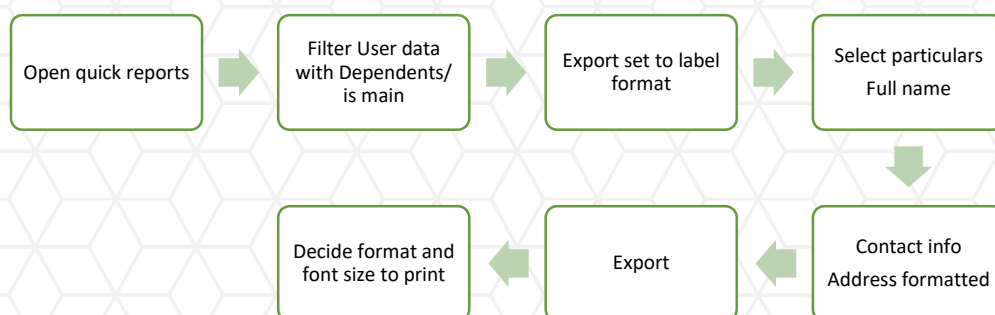 Open quick reports
Filter User data
with Dependents/
is main
Export set to label
format
Select particulars
Full name
Contact info
Address formatted
Export
Decide format and
font size to print